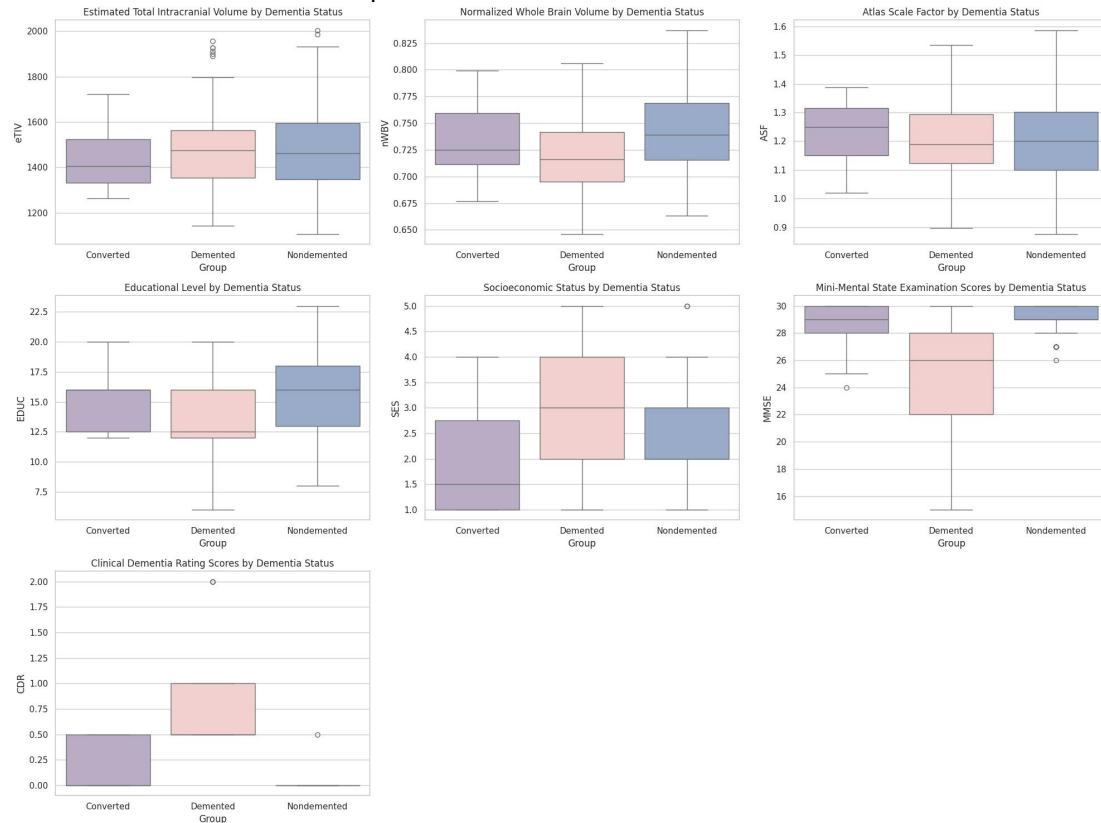 Estimated Total Intracranial Volume by Dementia Status
2000
1800
1600
1400
1200
eTIV
Converted Demented Nondemented
Group
Normalized Whole Brain Volume by Dementia Status
0.825
0.800
0.775
0.750
0.725
0.700
0.675
0.650
nWBV
Converted Demented Nondemented
Group
Atlas Scale Factor by Dementia Status
1.6
1.5
1.4
1.3
1.2
1.1
1.0
0.9
ASF
Converted Demented Nondemented
Group
Educational Level by Dementia Status
22.5
20.0
17.5
15.0
12.5
10.0
7.5
EDUC
Converted Demented Nondemented
Group
Socioeconomic Status by Dementia Status
5.0
4.5
4.0
3.5
3.0
2.5
2.0
1.5
1.0
SES
Converted Demented Nondemented
Group
Mini-Mental State Examination Scores by Dementia Status
30
28
26
24
22
20
18
16
MMSE
Converted Demented Nondemented
Group
Clinical Dementia Rating Scores by Dementia Status
2.00
1.75
1.50
1.25
1.00
0.75
0.50
0.25
0.00
CDR
Converted Demented Nondemented
Group